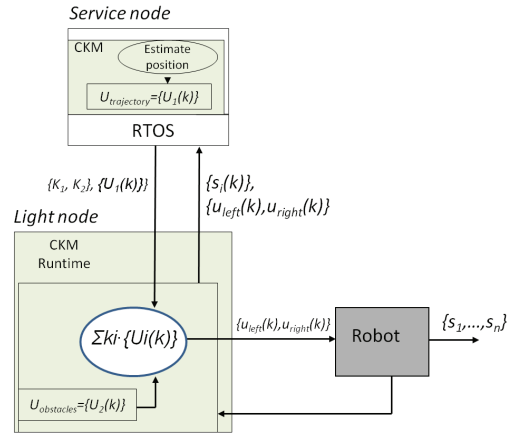 Service node
CKM
Estimate
position
U_trajectory={U_1(k)}
RTOS
{K_1, K_2}, {U_1(k)}}
{s_i(k)},
{u_left(k),u_right(k)}
Light node
CKM
Runtime
Σki·{Ui(k)}
{u_left(k),u_right(k)}
Robot
{s_1,...,s_n}
U_obstacles={U_2(k)}